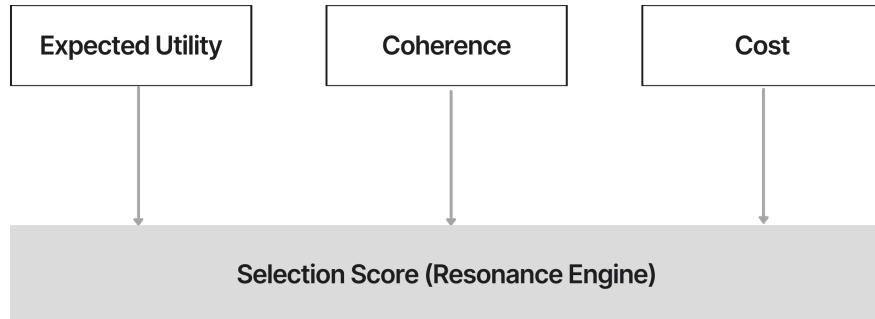 Expected Utility
Coherence
Cost
Selection Score (Resonance Engine)